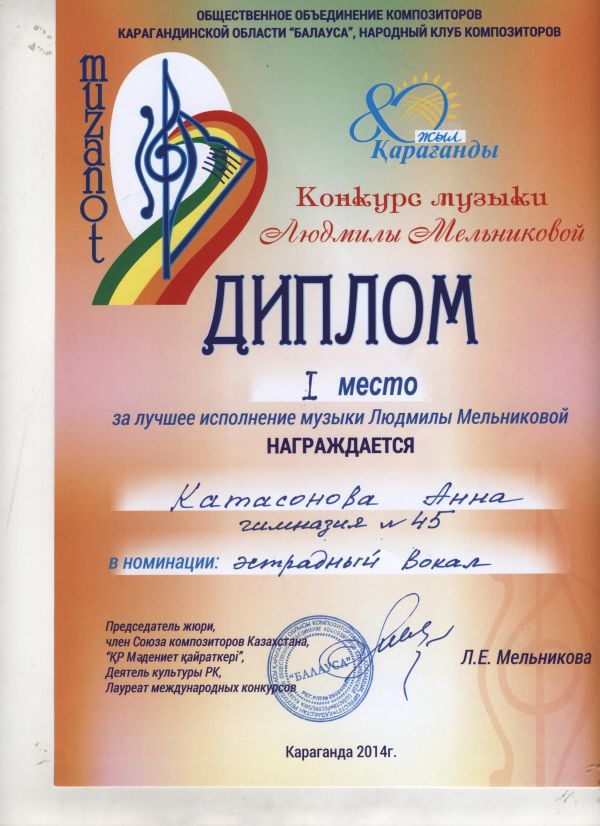 ОБЩЕСТВЕННОЕ ОБЪЕДИНЕНИЕ КОМПОЗИТОРОВ
КАРАГАНДИНСКОЙ ОБЛАСТИ "БАЛАУСА", НАРОДНЫЙ КЛУБ КОМПОЗИТОРОВ
muzanot
80 жыл
Қарағанды
Конкурс музыки
Людмилы Мельниковой
ДИПЛОМ
I место
за лучшее исполнение музыки Людмилы Мельниковой
НАГРАЖДАЕТСЯ
Катасонова Анна
гимназия N 45
в номинации: эстрадный вокал
Председатель жюри,
член Союза композиторов Казахстана,
"ҚР Мәдениет қайраткері",
Деятель культуры РК,
Лауреат международных конкурсов
"БАЛАУСА"
Л.Е. Мельникова
Караганда 2014г.